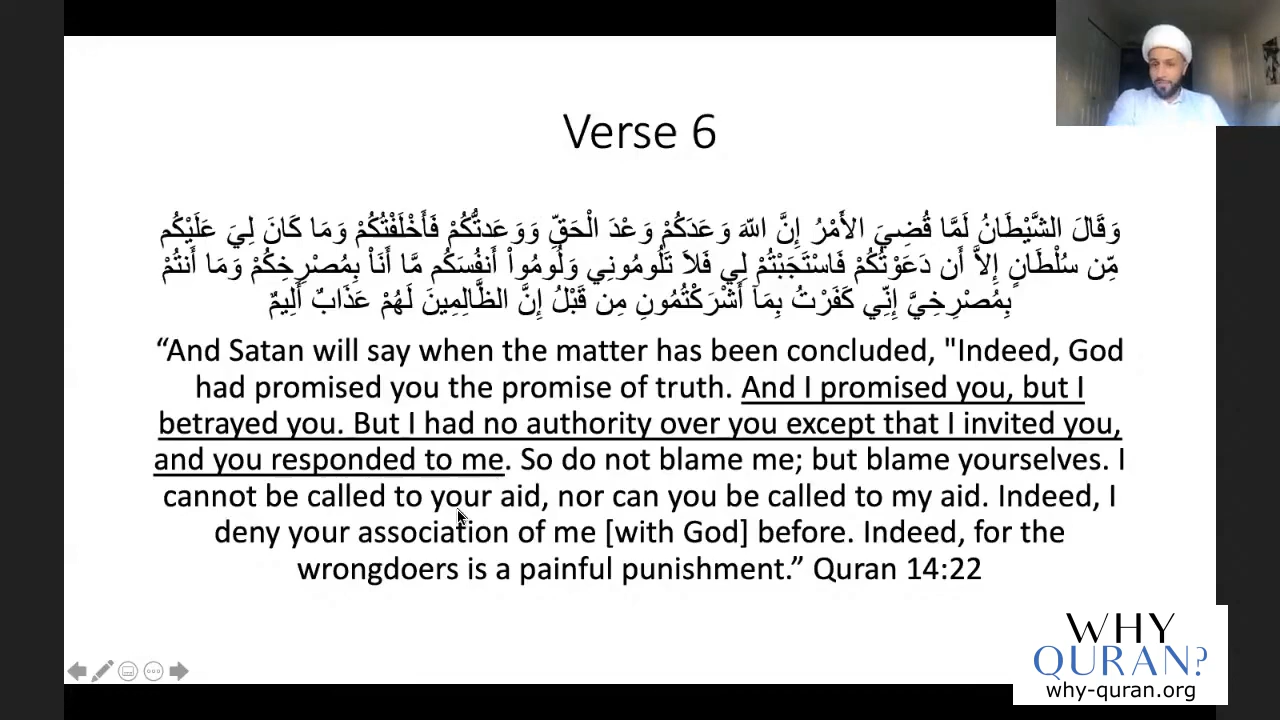 Verse 6
وَقَالَ الشَّيْطَانُ لَمَّا قُضِيَ الأَمْرُ إِنَّ اللّهَ وَعَدَكُمْ وَعْدَ الْحَقِّ وَوَعَدتُّكُمْ فَأَخْلَفْتُكُمْ وَمَا كَانَ لِيَ عَلَيْكُم
مِّن سُلْطَانٍ إِلاَّ أَن دَعَوْتُكُمْ فَاسْتَجَبْتُمْ لِي فَلاَ تَلُومُونِي وَلُومُواْ أَنفُسَكُم مَّا أَنَاْ بِمُصْرِخِكُمْ وَمَا أَنتُمْ
بِمُصْرِخِيَّ إِنِّي كَفَرْتُ بِمَآ أَشْرَكْتُمُونِ مِن قَبْلُ إِنَّ الظَّالِمِينَ لَهُمْ عَذَابٌ أَلِيمٌ
“And Satan will say when the matter has been concluded, "Indeed, God
had promised you the promise of truth. And I promised you, but I
betrayed you. But I had no authority over you except that I invited you,
and you responded to me. So do not blame me; but blame yourselves. I
cannot be called to your aid, nor can you be called to my aid. Indeed, I
deny your association of me [with God] before. Indeed, for the
wrongdoers is a painful punishment.” Quran 14:22
WHY
QURAN?
why-quran.org